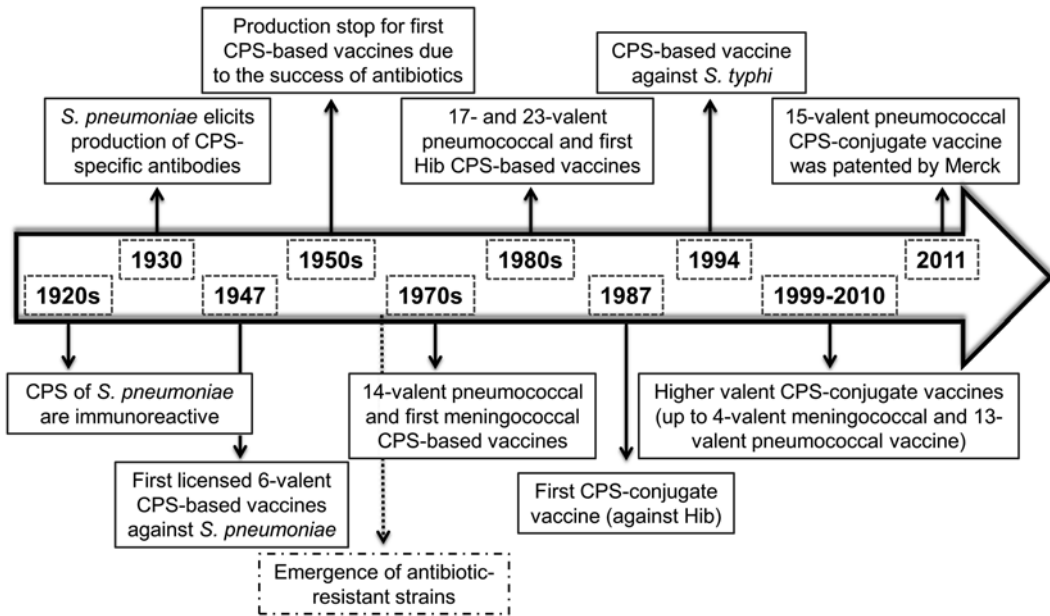 Production stop for first
CPS-based vaccines due
to the success of antibiotics
CPS-based vaccine
against S. typhi
S. pneumoniae elicits
production of CPS-
specific antibodies
17- and 23-valent
pneumococcal and first
Hib CPS-based vaccines
15-valent pneumococcal
CPS-conjugate vaccine
was patented by Merck
1930
1950s
1980s
1994
2011
1920s
1947
1970s
1987
1999-2010
CPS of S. pneumoniae
are immunoreactive
14-valent pneumococcal
and first meningococcal
CPS-based vaccines
Higher valent CPS-conjugate vaccines
(up to 4-valent meningococcal and 13-
valent pneumococcal vaccine)
First licensed 6-valent
CPS-based vaccines
against S. pneumoniae
First CPS-conjugate
vaccine (against Hib)
Emergence of antibiotic-
resistant strains